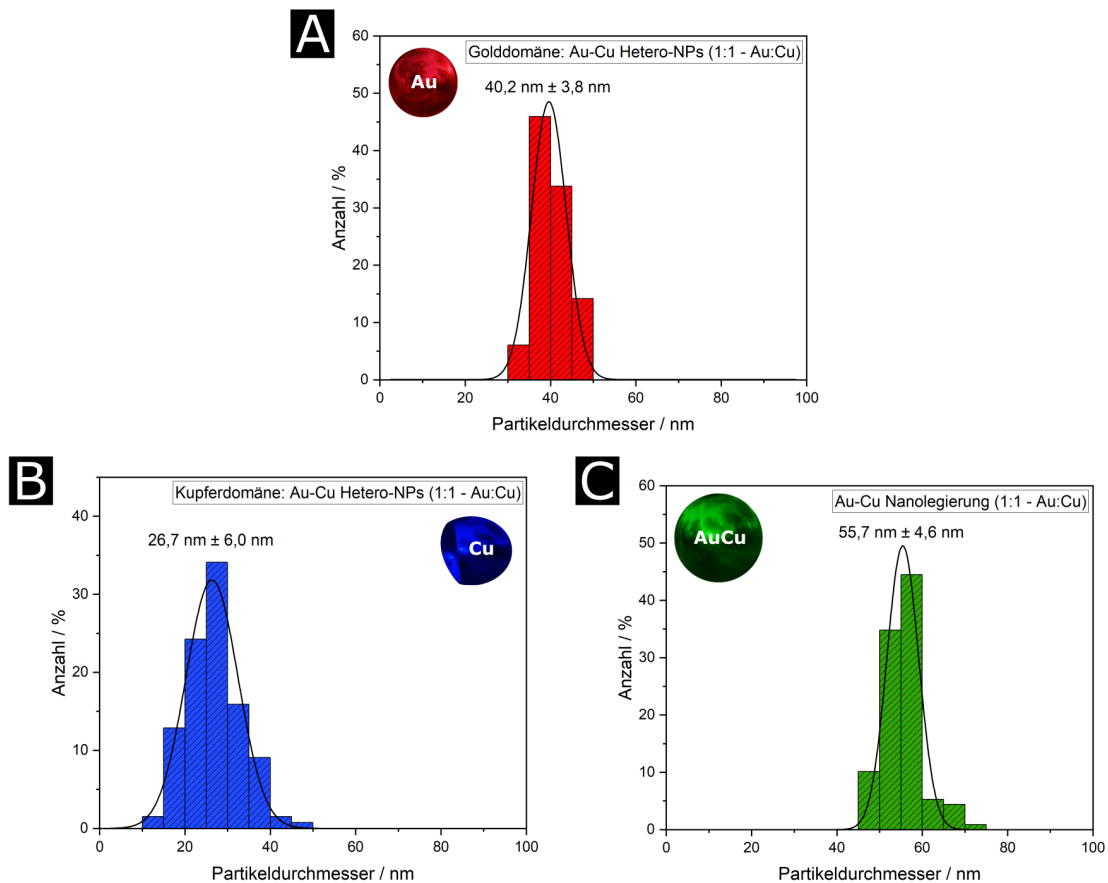 A
Golddomäne: Au-Cu Hetero-NPs (1:1 - Au:Cu)
Au
40,2 nm ± 3,8 nm
60
50
40
30
20
10
0
Anzahl / %
0 20 40 60 80 100
Partikeldurchmesser / nm
B
Kupferdomäne: Au-Cu Hetero-NPs (1:1 - Au:Cu)
Cu
26,7 nm ± 6,0 nm
40
30
20
10
0
Anzahl / %
0 20 40 60 80 100
Partikeldurchmesser / nm
C
Au-Cu Nanolegierung (1:1 - Au:Cu)
AuCu
55,7 nm ± 4,6 nm
60
50
40
30
20
10
0
Anzahl / %
0 20 40 60 80 100
Partikeldurchmesser / nm